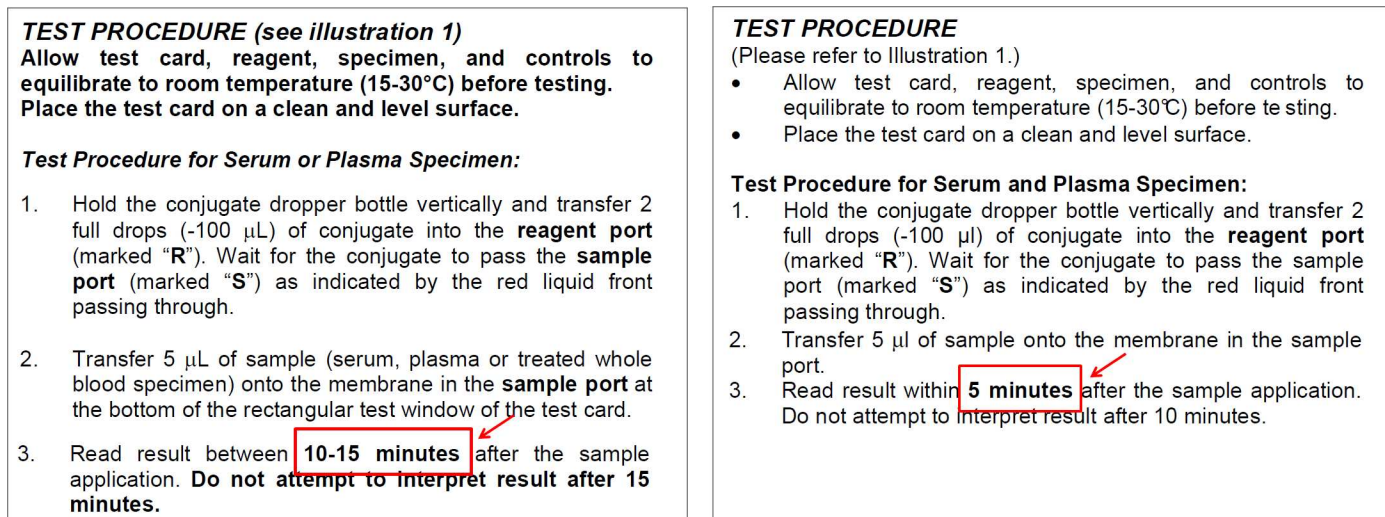 TEST PROCEDURE (see illustration 1)
Allow test card, reagent, specimen, and controls to
equilibrate to room temperature (15-30°C) before testing.
Place the test card on a clean and level surface.
Test Procedure for Serum or Plasma Specimen:
1. Hold the conjugate dropper bottle vertically and transfer 2
full drops (-100 μL) of conjugate into the reagent port
(marked “R”). Wait for the conjugate to pass the sample
port (marked “S”) as indicated by the red liquid front
passing through.
2. Transfer 5 μL of sample (serum, plasma or treated whole
blood specimen) onto the membrane in the sample port at
the bottom of the rectangular test window of the test card.
3. Read result between 10-15 minutes after the sample
application. Do not attempt to interpret result after 15
minutes.
TEST PROCEDURE
(Please refer to Illustration 1.)
• Allow test card, reagent, specimen, and controls to
equilibrate to room temperature (15-30°C) before te sting.
• Place the test card on a clean and level surface.
Test Procedure for Serum and Plasma Specimen:
1. Hold the conjugate dropper bottle vertically and transfer 2
full drops (-100 μl) of conjugate into the reagent port
(marked “R”). Wait for the conjugate to pass the sample
port (marked “S”) as indicated by the red liquid front
passing through.
2. Transfer 5 μl of sample onto the membrane in the sample
port.
3. Read result within 5 minutes after the sample application.
Do not attempt to interpret result after 10 minutes.